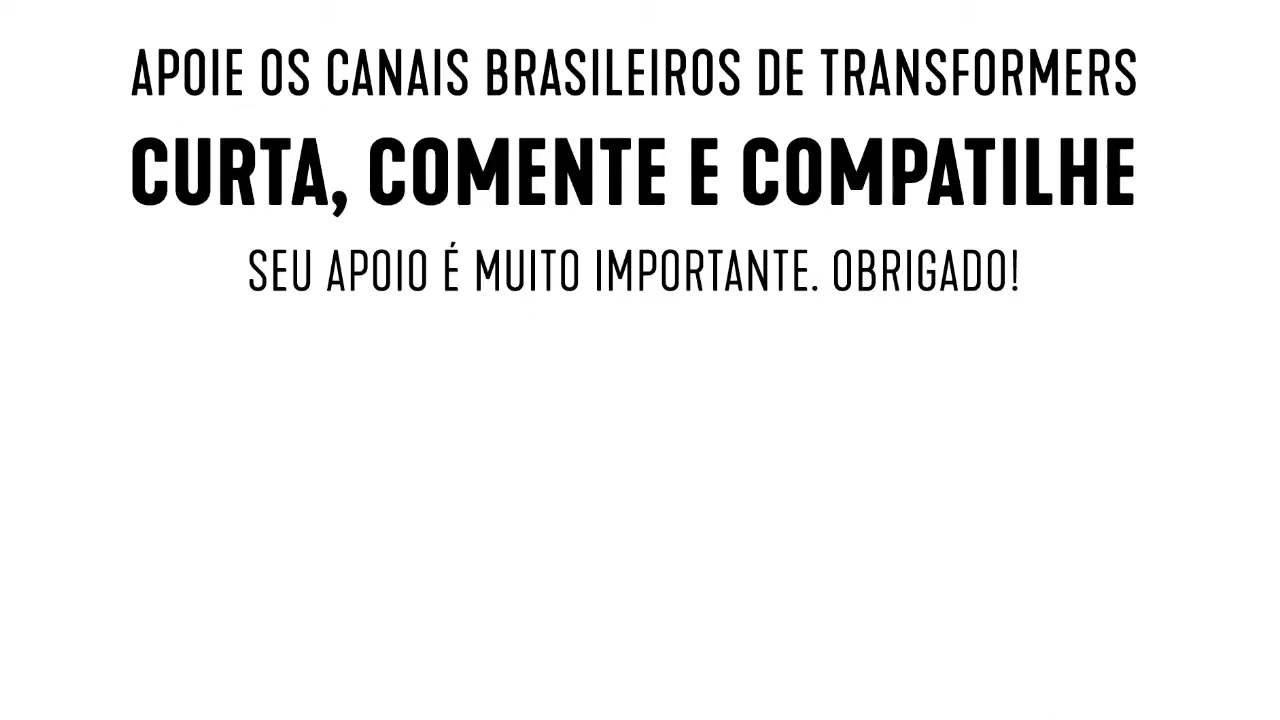 APOIE OS CANAIS BRASILEIROS DE TRANSFORMERS
CURTA, COMENTE E COMPATILHE
SEU APOIO É MUITO IMPORTANTE. OBRIGADO!